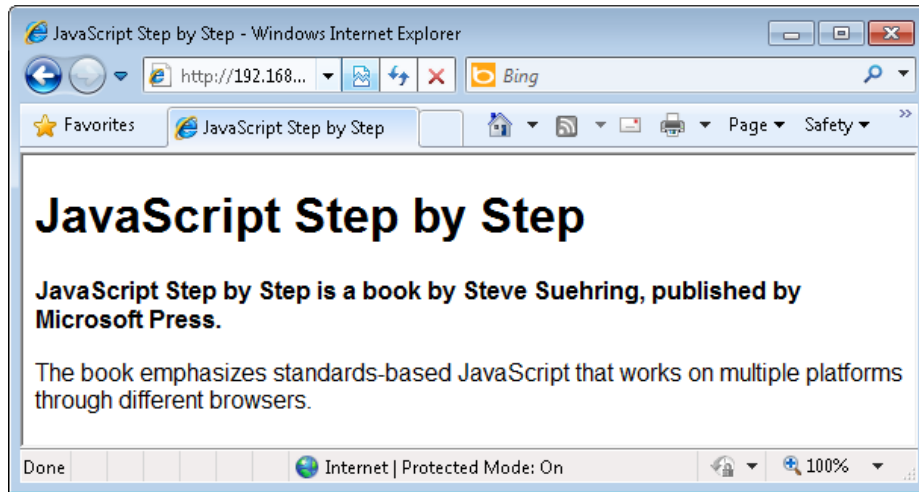 JavaScript Step by Step - Windows Internet Explorer
http://192.168... Bing
Favorites JavaScript Step by Step Page Safety »
JavaScript Step by Step
JavaScript Step by Step is a book by Steve Suehring, published by
Microsoft Press.
The book emphasizes standards-based JavaScript that works on multiple platforms
through different browsers.
Done Internet | Protected Mode: On 100%